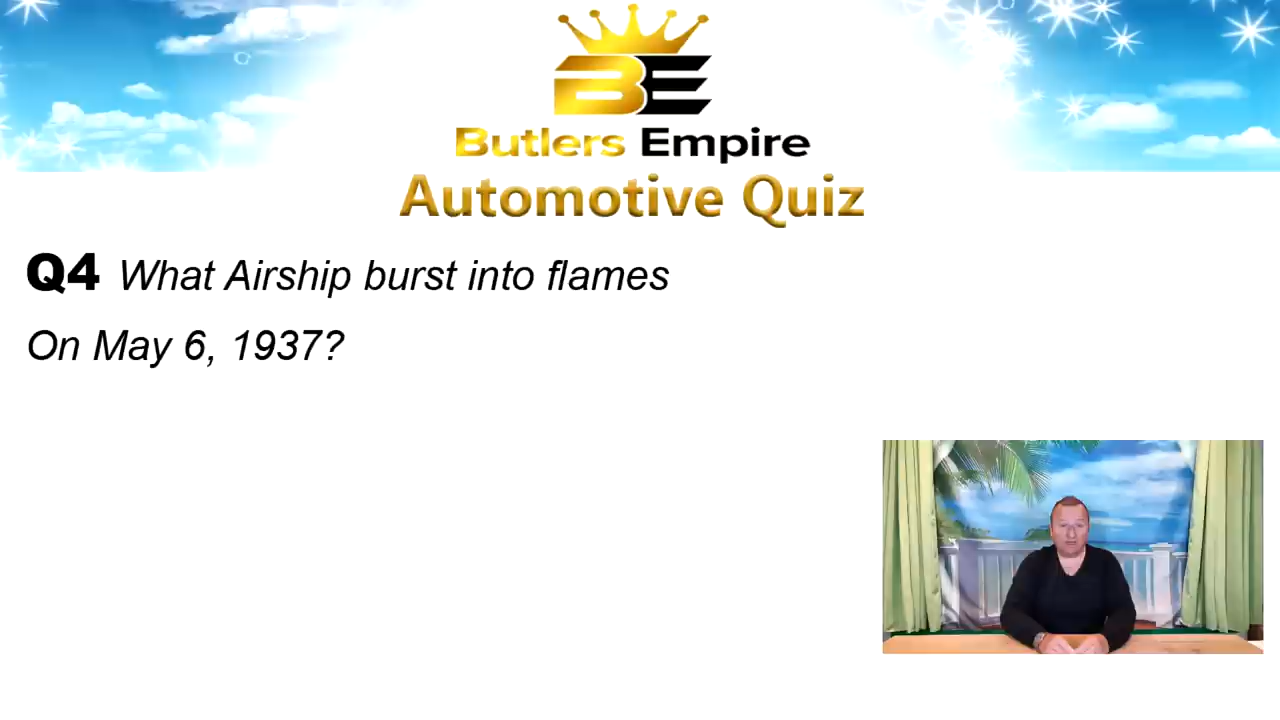 BE
Butlers Empire
Automotive Quiz
Q4 What Airship burst into flames
On May 6, 1937?